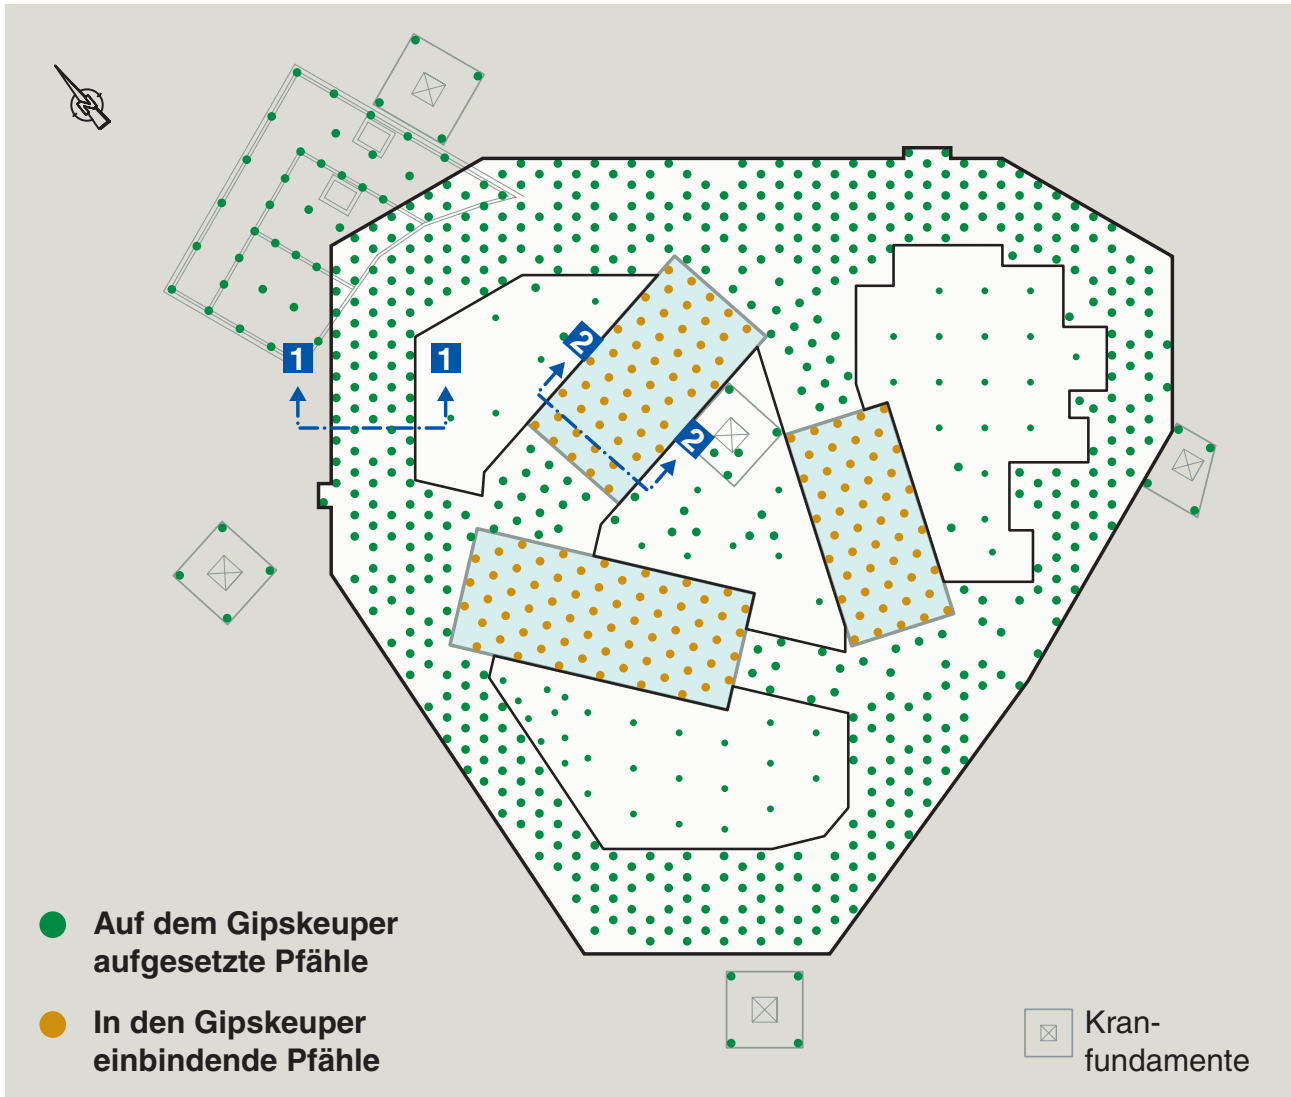 1
1
2
2
Auf dem Gipskeuper
aufgesetzte Pfähle
In den Gipskeuper
einbindende Pfähle
Kran-
fundamente